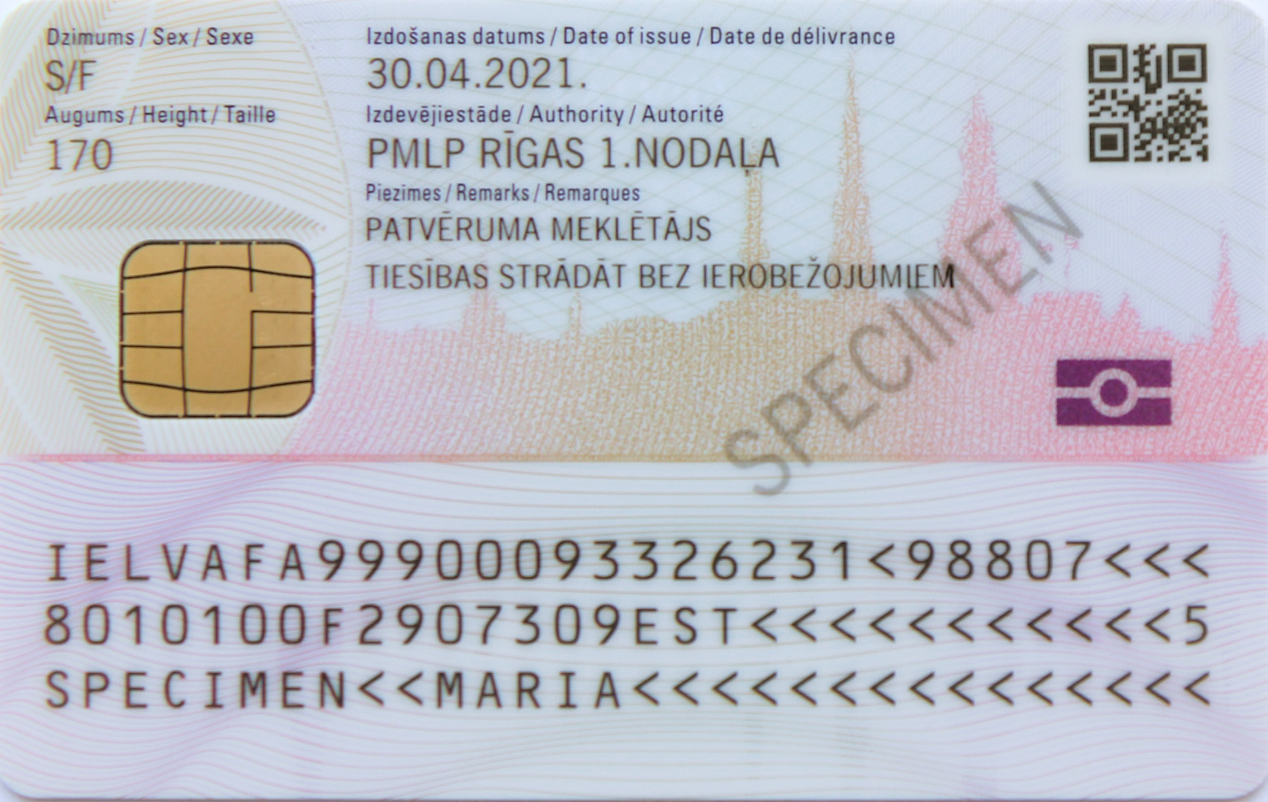 Dzimums / Sex / Sexe
S/F
Augums / Height / Taille
170
Izdošanas datums / Date of issue / Date de délivrance
30.04.2021.
Izdevējiestāde / Authority / Autorité
PMLP RĪGAS 1.NODAĻA
Piezīmes / Remarks / Remarques
PATVĒRUMA MEKLĒTĀJS
TIESĪBAS STRĀDĀT BEZ IEROBEŽOJUMIEM
SPECIMEN
IELVAFA99900093326231<98807<<<
8010100F2907309EST<<<<<<<<<<<5
SPECIMEN<<MARIA<<<<<<<<<<<<<<<